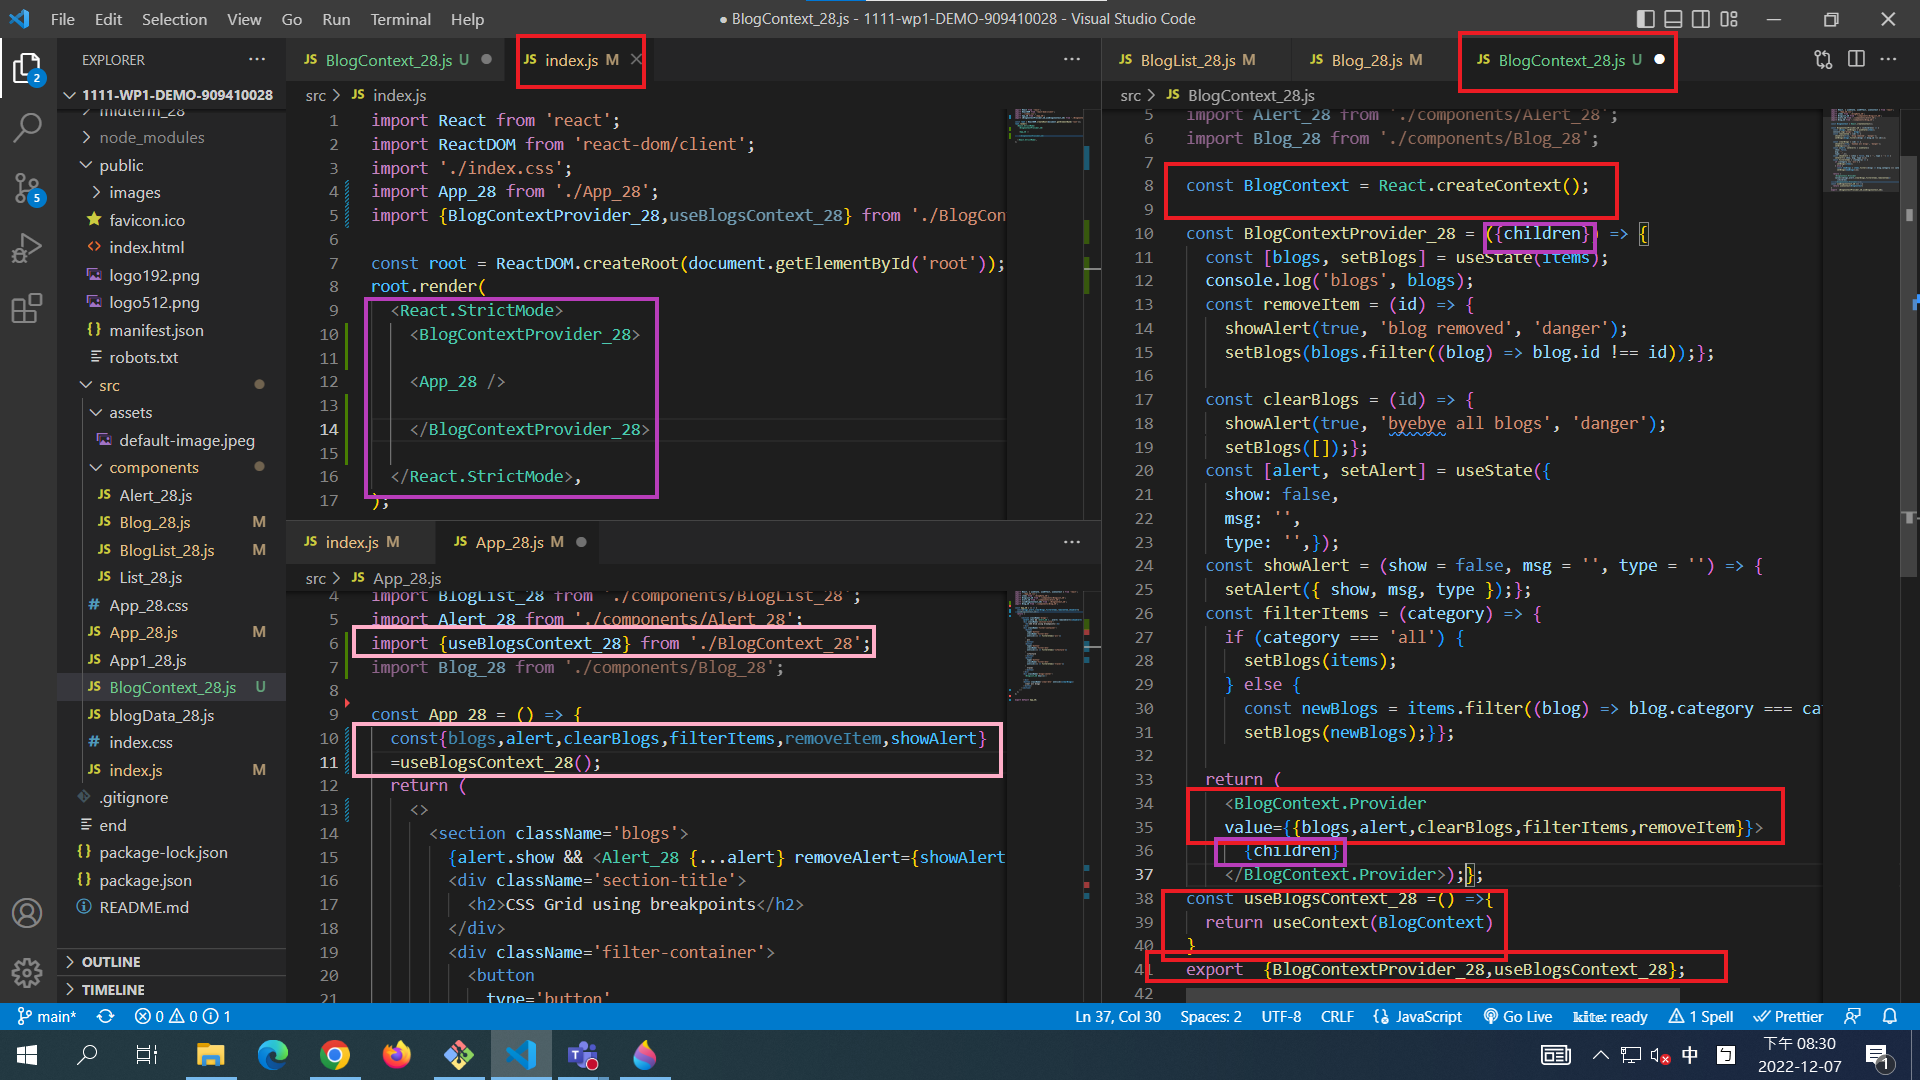 File Edit Selection View Go Run Terminal Help
● BlogContext_28.js - 1111-wp1-DEMO-909410028 - Visual Studio Code
EXPLORER
1111-WP1-DEMO-909410028
midterm_28
node_modules
public
images
favicon.ico
index.html
logo192.png
logo512.png
manifest.json
robots.txt
src
assets
default-image.jpeg
components
Alert_28.js
Blog_28.js M
BlogList_28.js M
List_28.js
App_28.css
App_28.js M
App1_28.js
BlogContext_28.js U
blogData_28.js
index.css
index.js M
.gitignore
end
package-lock.json
package.json
README.md
OUTLINE
TIMELINE
2
5
JS BlogContext_28.js U
JS index.js M
src > JS index.js
1 import React from 'react';
2 import ReactDOM from 'react-dom/client';
3 import './index.css';
4 import App_28 from './App_28';
5 import {BlogContextProvider_28,useBlogsContext_28} from './BlogCon
6
7 const root = ReactDOM.createRoot(document.getElementById('root'));
8 root.render(
9 <React.StrictMode>
10 <BlogContextProvider_28>
11
12 <App_28 />
13
14 </BlogContextProvider_28>
15
16 </React.StrictMode>,
17 );
JS index.js M
JS App_28.js M
src > JS App_28.js
4 import BlogList_28 from './components/BlogList_28';
5 import Alert_28 from './components/Alert_28';
6 import {useBlogsContext_28} from './BlogContext_28';
7 import Blog_28 from './components/Blog_28';
8
9 const App_28 = () => {
10 const{blogs,alert,clearBlogs,filterItems,removeItem,showAlert}
11 =useBlogsContext_28();
12 return (
13 <>
14 <section className='blogs'>
15 {alert.show && <Alert_28 {...alert} removeAlert={showAlert
16 <div className='section-title'>
17 <h2>CSS Grid using breakpoints</h2>
18 </div>
19 <div className='filter-container'>
20 <button
21 type='button'
JS BlogList_28.js M
JS Blog_28.js M
JS BlogContext_28.js U
src > JS BlogContext_28.js
5 import Alert_28 from './components/Alert_28';
6 import Blog_28 from './components/Blog_28';
7
8 const BlogContext = React.createContext();
9
10 const BlogContextProvider_28 = ({children}) => {
11 const [blogs, setBlogs] = useState(items);
12 console.log('blogs', blogs);
13 const removeItem = (id) => {
14 showAlert(true, 'blog removed', 'danger');
15 setBlogs(blogs.filter((blog) => blog.id !== id));};
16
17 const clearBlogs = (id) => {
18 showAlert(true, 'byebye all blogs', 'danger');
19 setBlogs([]);};
20 const [alert, setAlert] = useState({
21 show: false,
22 msg: '',
23 type: '',});
24 const showAlert = (show = false, msg = '', type = '') => {
25 setAlert({ show, msg, type });};
26 const filterItems = (category) => {
27 if (category === 'all') {
28 setBlogs(items);
29 } else {
30 const newBlogs = items.filter((blog) => blog.category === ca
31 setBlogs(newBlogs);}};
32
33 return (
34 <BlogContext.Provider
35 value={{blogs,alert,clearBlogs,filterItems,removeItem}}>
36 {children}
37 </BlogContext.Provider>);};
38 const useBlogsContext_28 =() =>{
39 return useContext(BlogContext)
40 }
41 export {BlogContextProvider_28,useBlogsContext_28};
42
main* 0 0 1
Ln 37, Col 30 Spaces: 2 UTF-8 CRLF {} JavaScript Go Live kite: ready 1 Spell Prettier
中
下午 08:30
2022-12-07
1